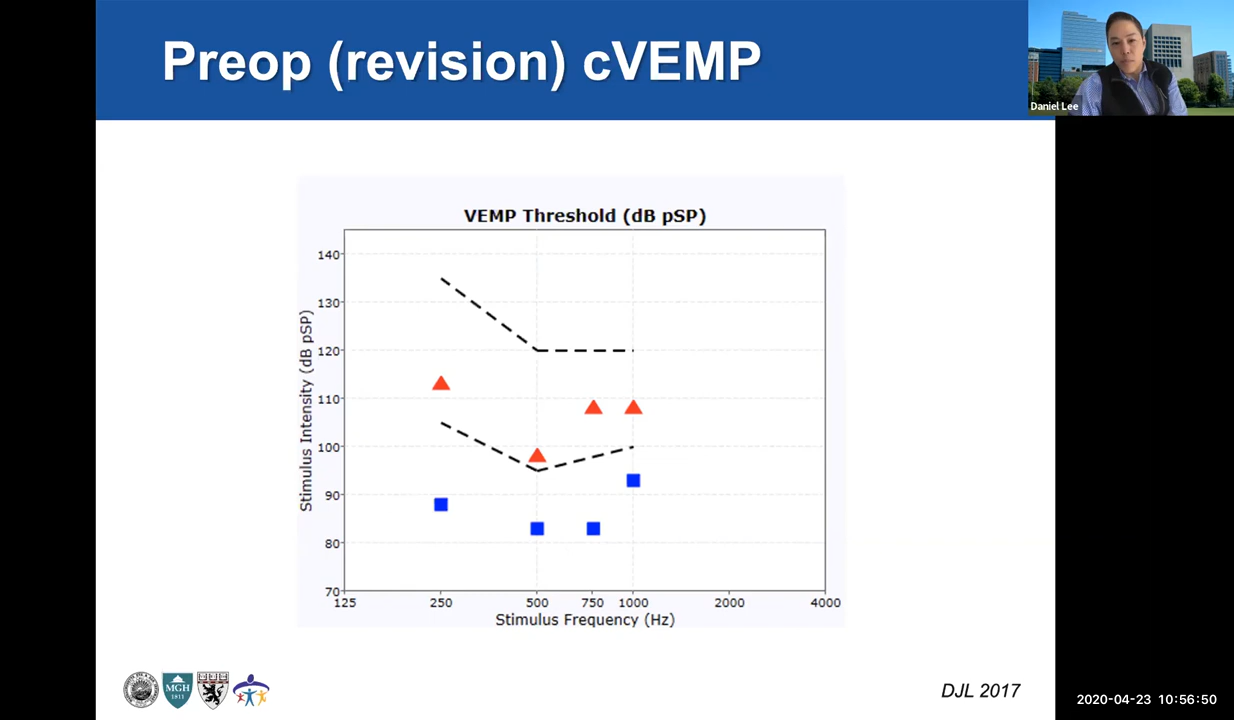 Preop (revision) cVEMP
Daniel Lee
VEMP Threshold (dB pSP)
Stimulus Intensity (dB pSP)
140
130
120
110
100
90
80
70
125 250 500 750 1000 2000 4000
Stimulus Frequency (Hz)
MGH
1811
DJL 2017
2020-04-23 10:56:50